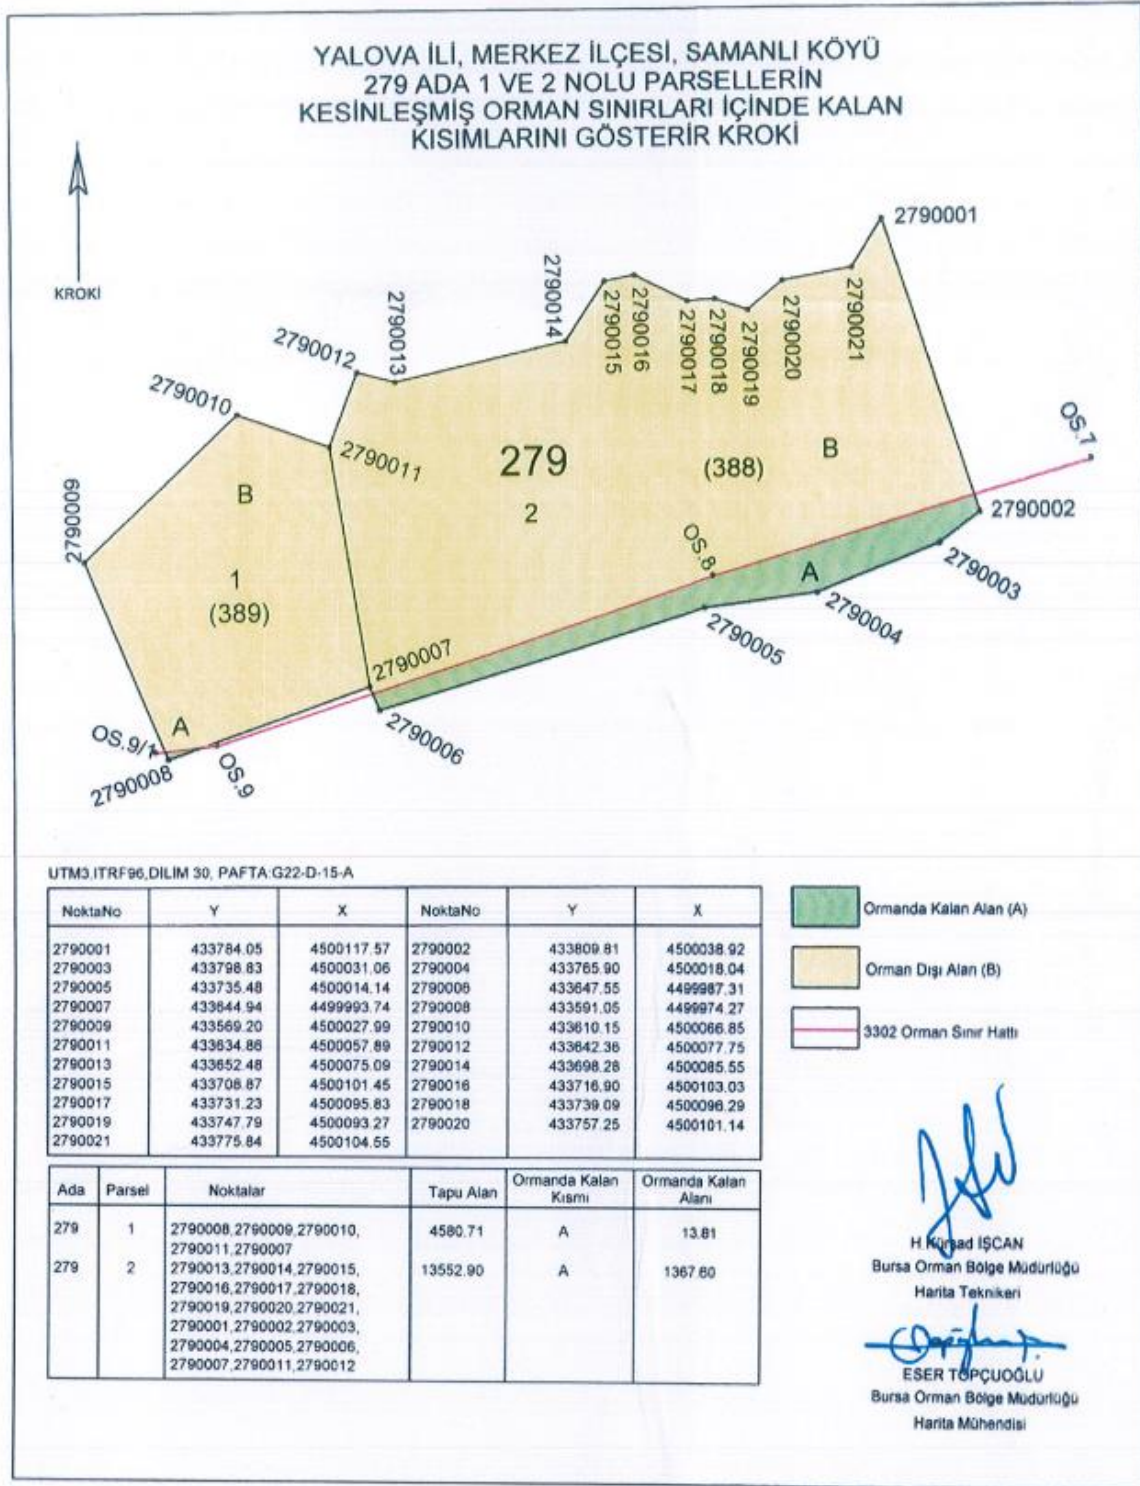 YALOVA İLİ, MERKEZ İLÇESİ, SAMANLI KÖYÜ
279 ADA 1 VE 2 NOLU PARSELLERİN
KESİNLEŞMİŞ ORMAN SINIRLARI İÇİNDE KALAN
KISIMLARINI GÖSTERİR KROKİ
KROKİ
2790001
2790014
2790015
2790016
2790017
2790018
2790019
2790020
2790021
2790012
2790013
2790010
2790011
279
2
(388)
B
OS.7
2790009
B
1
(389)
OS.8
2790002
2790003
A
2790004
2790005
2790007
2790006
A
OS.9/1
OS.9
2790008
UTM3,ITRF96,DİLİM 30, PAFTA:G22-D-15-A
NoktaNo Y X NoktaNo Y X
2790001 433784.05 4500117.57 2790002 433809.81 4500038.92
2790003 433798.83 4500031.06 2790004 433765.90 4500018.04
2790005 433735.48 4500014.14 2790006 433647.55 4499987.31
2790007 433644.94 4499993.74 2790008 433591.05 4499974.27
2790009 433569.20 4500027.99 2790010 433610.15 4500066.85
2790011 433634.86 4500057.89 2790012 433642.36 4500077.75
2790013 433652.48 4500075.09 2790014 433698.28 4500085.55
2790015 433708.87 4500101.45 2790016 433716.90 4500103.03
2790017 433731.23 4500095.83 2790018 433739.09 4500096.29
2790019 433747.79 4500093.27 2790020 433757.25 4500101.14
2790021 433775.84 4500104.55
Ormanda Kalan Alan (A)
Orman Dışı Alan (B)
3302 Orman Sınır Hattı
Ada Parsel Noktalar Tapu Alan Ormanda Kalan Kısmı Ormanda Kalan Alanı
279 1 2790008,2790009,2790010, 4580.71 A 13.81
2790011,2790007
279 2 2790013,2790014,2790015, 13552.90 A 1367.60
2790016,2790017,2790018,
2790019,2790020,2790021,
2790001,2790002,2790003,
2790004,2790005,2790006,
2790007,2790011,2790012
H.Kürşad İŞCAN
Bursa Orman Bölge Müdürlüğü
Harita Teknikeri
ESER TOPÇUOĞLU
Bursa Orman Bölge Müdürlüğü
Harita Mühendisi